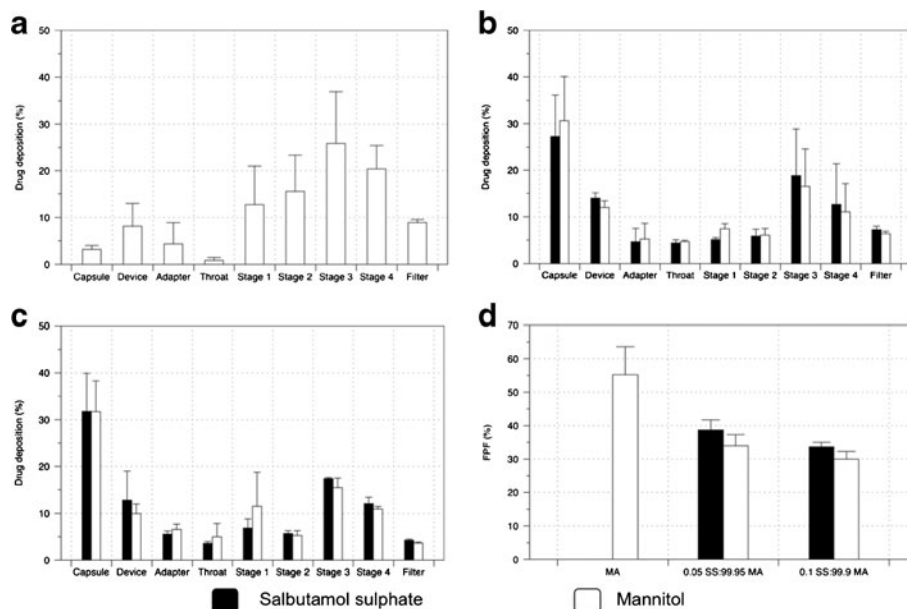 a
50
40
30
20
10
0
Drug deposition (%)
Capsule Device Adapter Throat Stage 1 Stage 2 Stage 3 Stage 4 Filter
b
50
40
30
20
10
0
Drug deposition (%)
Capsule Device Adapter Throat Stage 1 Stage 2 Stage 3 Stage 4 Filter
c
50
40
30
20
10
0
Drug deposition (%)
Capsule Device Adapter Throat Stage 1 Stage 2 Stage 3 Stage 4 Filter
d
70
60
50
40
30
20
10
0
FPF (%)
MA 0.05 SS:99.95 MA 0.1 SS:99.9 MA
Salbutamol sulphate Mannitol